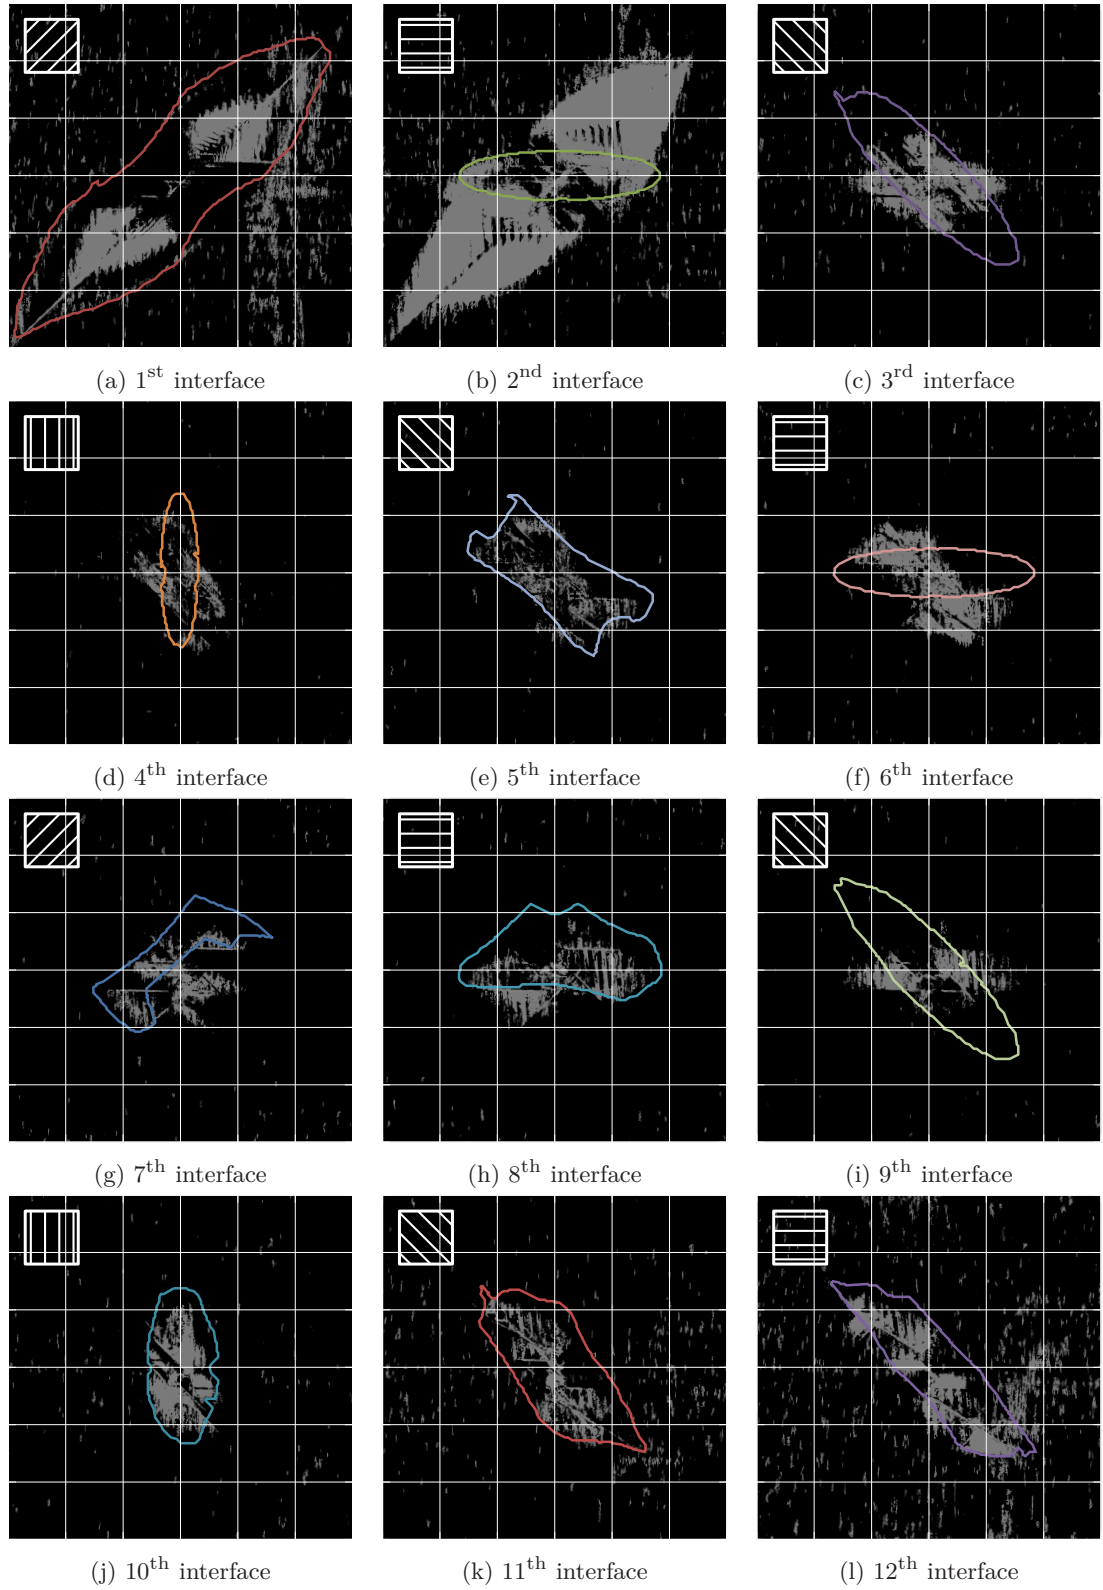 (a) 1st interface
(b) 2nd interface
(c) 3rd interface
(d) 4th interface
(e) 5th interface
(f) 6th interface
(g) 7th interface
(h) 8th interface
(i) 9th interface
(j) 10th interface
(k) 11th interface
(l) 12th interface